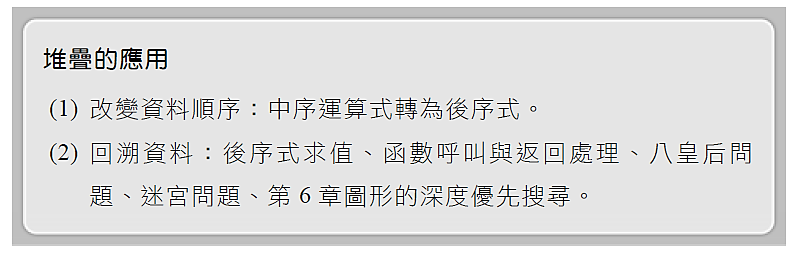 堆疊的應用
(1) 改變資料順序：中序運算式轉為後序式。
(2) 回溯資料：後序式求值、函數呼叫與返回處理、八皇后問
題、迷宮問題、第 6 章圖形的深度優先搜尋。